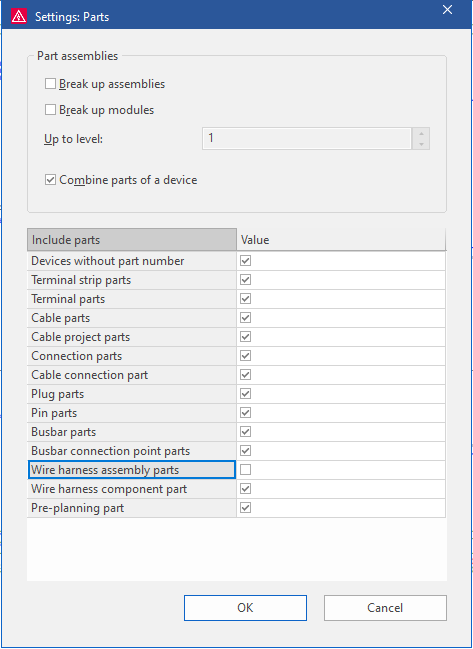 Settings: Parts
Part assemblies
Break up assemblies
Break up modules
Up to level:
1
Combine parts of a device
Include parts Value
Devices without part number
Terminal strip parts
Terminal parts
Cable parts
Cable project parts
Connection parts
Cable connection part
Plug parts
Pin parts
Busbar parts
Busbar connection point parts
Wire harness assembly parts
Wire harness component part
Pre-planning part
OK Cancel